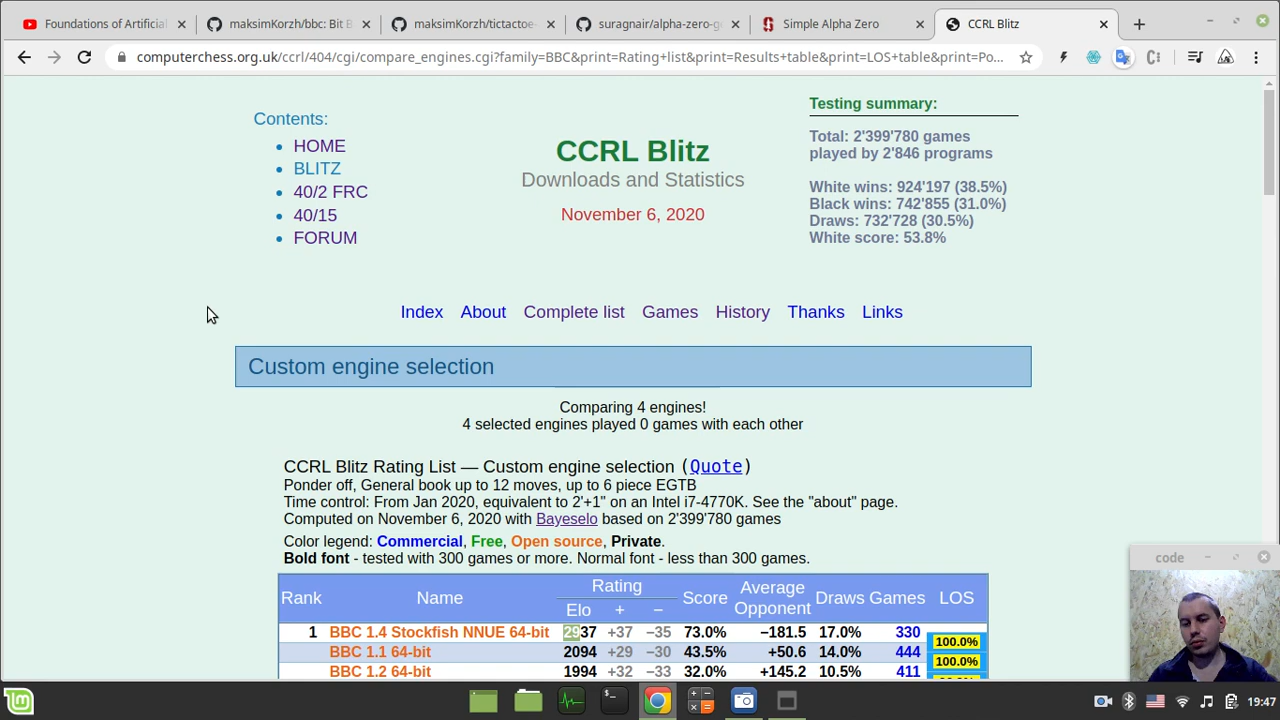 Foundations of Artificial
maksimKorzh/bbc: Bit B
maksimKorzh/tictactoe-
suragnair/alpha-zero-ge
Simple Alpha Zero
CCRL Blitz
computerchess.org.uk/ccrl/404/cgi/compare_engines.cgi?family=BBC&print=Rating+list&print=Results+table&print=LOS+table&print=Po...
Contents:
HOME
BLITZ
40/2 FRC
40/15
FORUM
CCRL Blitz
Downloads and Statistics
November 6, 2020
Testing summary:
Total: 2'399'780 games
played by 2'846 programs
White wins: 924'197 (38.5%)
Black wins: 742'855 (31.0%)
Draws: 732'728 (30.5%)
White score: 53.8%
Index About Complete list Games History Thanks Links
Custom engine selection
Comparing 4 engines!
4 selected engines played 0 games with each other
CCRL Blitz Rating List — Custom engine selection (Quote)
Ponder off, General book up to 12 moves, up to 6 piece EGTB
Time control: From Jan 2020, equivalent to 2'+1" on an Intel i7-4770K. See the "about" page.
Computed on November 6, 2020 with Bayeselo based on 2'399'780 games
Color legend: Commercial, Free, Open source, Private.
Bold font - tested with 300 games or more. Normal font - less than 300 games.
Rank Name Rating Score Average Opponent Draws Games LOS
Elo + −
1 BBC 1.4 Stockfish NNUE 64-bit 2937 +37 −35 73.0% −181.5 17.0% 330
100.0%
BBC 1.1 64-bit 2094 +29 −30 43.5% +50.6 14.0% 444
100.0%
BBC 1.2 64-bit 1994 +32 −33 32.0% +145.2 10.5% 411
code
19:47